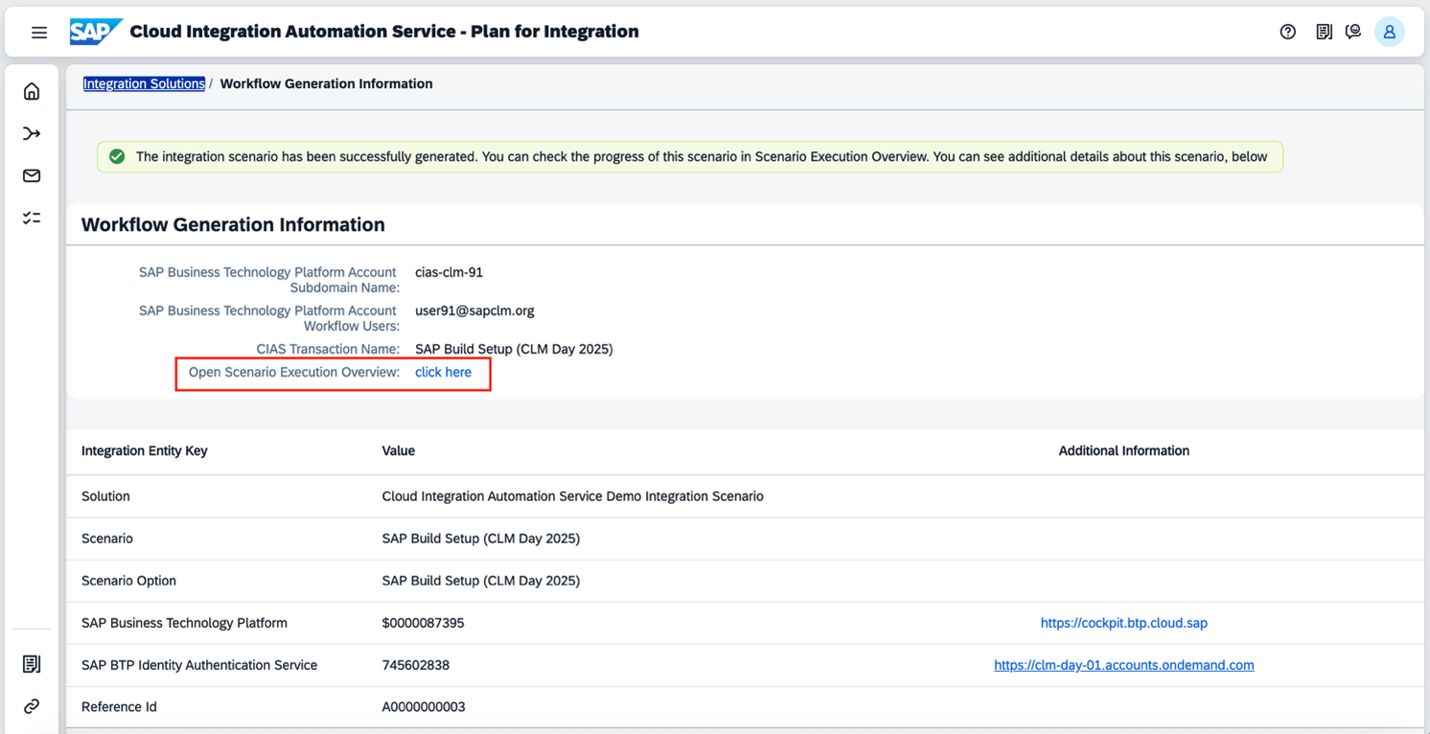 SAP Cloud Integration Automation Service - Plan for Integration
Integration Solutions / Workflow Generation Information
The integration scenario has been successfully generated. You can check the progress of this scenario in Scenario Execution Overview. You can see additional details about this scenario, below
Workflow Generation Information
SAP Business Technology Platform Account cias-clm-91
Subdomain Name:
SAP Business Technology Platform Account user91@sapclm.org
Workflow Users:
CIAS Transaction Name: SAP Build Setup (CLM Day 2025)
Open Scenario Execution Overview: click here
Integration Entity Key Value Additional Information
Solution Cloud Integration Automation Service Demo Integration Scenario
Scenario SAP Build Setup (CLM Day 2025)
Scenario Option SAP Build Setup (CLM Day 2025)
SAP Business Technology Platform $0000087395 https://cockpit.btp.cloud.sap
SAP BTP Identity Authentication Service 745602838 https://clm-day-01.accounts.ondemand.com
Reference Id A0000000003